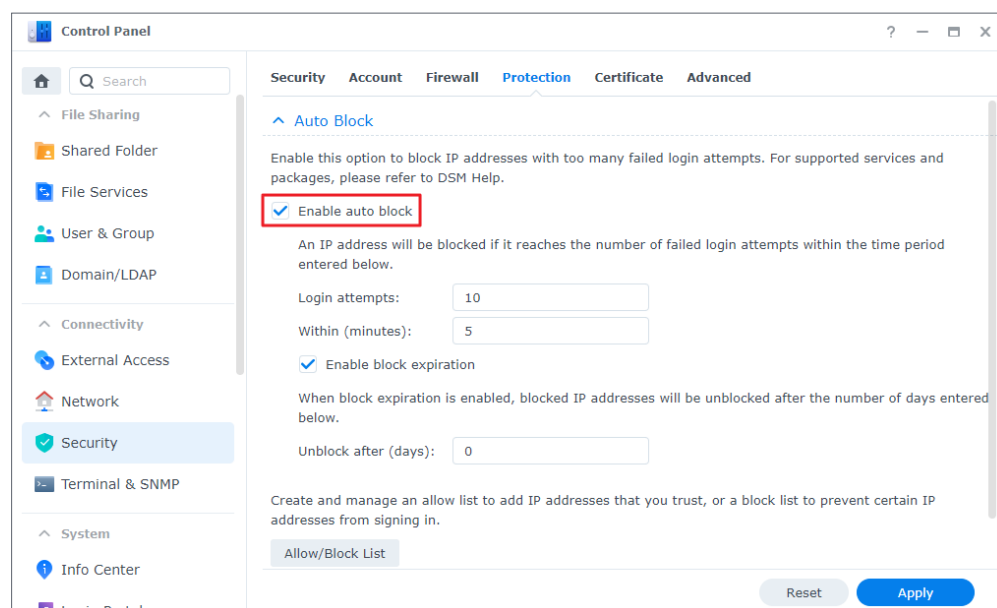 Control Panel
?
Search
File Sharing
Shared Folder
File Services
User & Group
Domain/LDAP
Connectivity
External Access
Network
Security
Terminal & SNMP
System
Info Center
Security Account Firewall Protection Certificate Advanced
Auto Block
Enable this option to block IP addresses with too many failed login attempts. For supported services and
packages, please refer to DSM Help.
Enable auto block
An IP address will be blocked if it reaches the number of failed login attempts within the time period
entered below.
Login attempts: 10
Within (minutes): 5
Enable block expiration
When block expiration is enabled, blocked IP addresses will be unblocked after the number of days entered
below.
Unblock after (days): 0
Create and manage an allow list to add IP addresses that you trust, or a block list to prevent certain IP
addresses from signing in.
Allow/Block List
Reset Apply